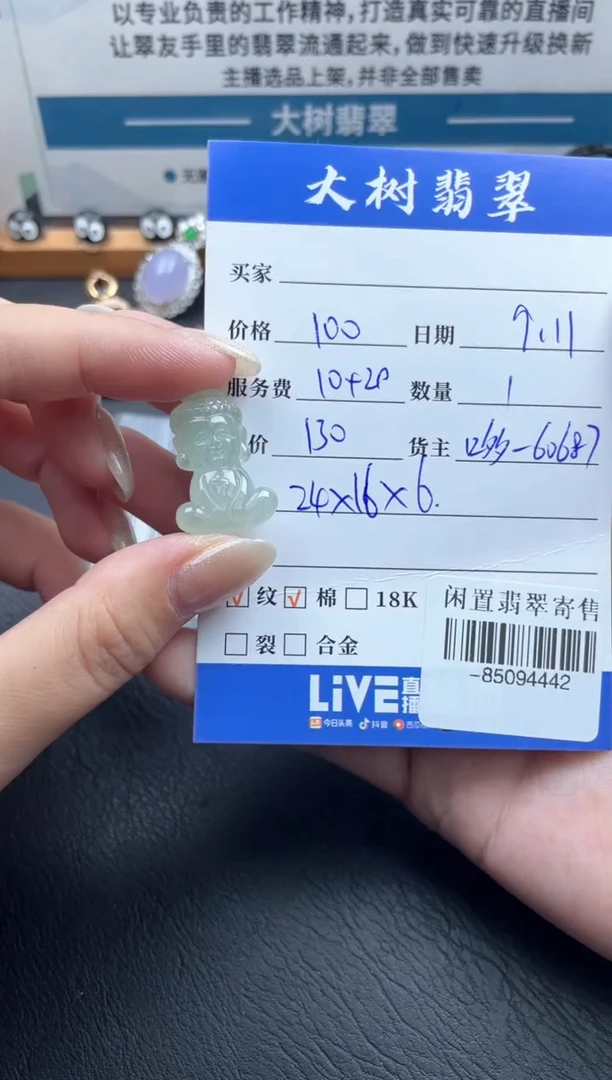 以专业负责的工作精神,打造真实可靠的直播间
让翠友手里的翡翠流通起来,做到快速升级换新
主播选品上架,并非全部售卖
大树翡翠
大树翡翠
买家
价格 100 日期 9.11
服务费 10+20 数量 1
价 130 货主 -60687
24×16×6.
纹 棉 18K
裂 合金
闲置翡翠寄售
-85094442
LiVE 直播
今日头条 抖音 西瓜